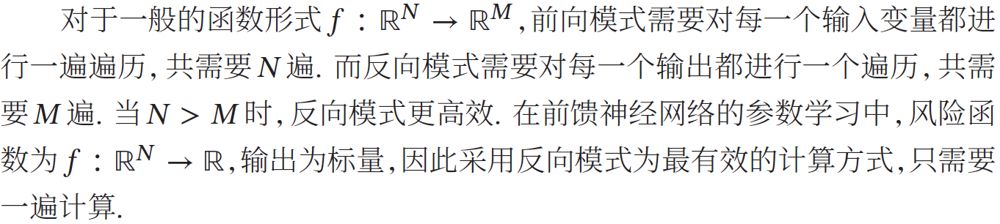 对于一般的函数形式 f : ℝᴺ → ℝᴹ,前向模式需要对每一个输入变量都进
行一遍遍历, 共需要 N 遍. 而反向模式需要对每一个输出都进行一个遍历, 共需
要 M 遍. 当 N > M 时, 反向模式更高效. 在前馈神经网络的参数学习中,风险函
数为 f : ℝᴺ → ℝ,输出为标量,因此采用反向模式为最有效的计算方式,只需要
一遍计算.